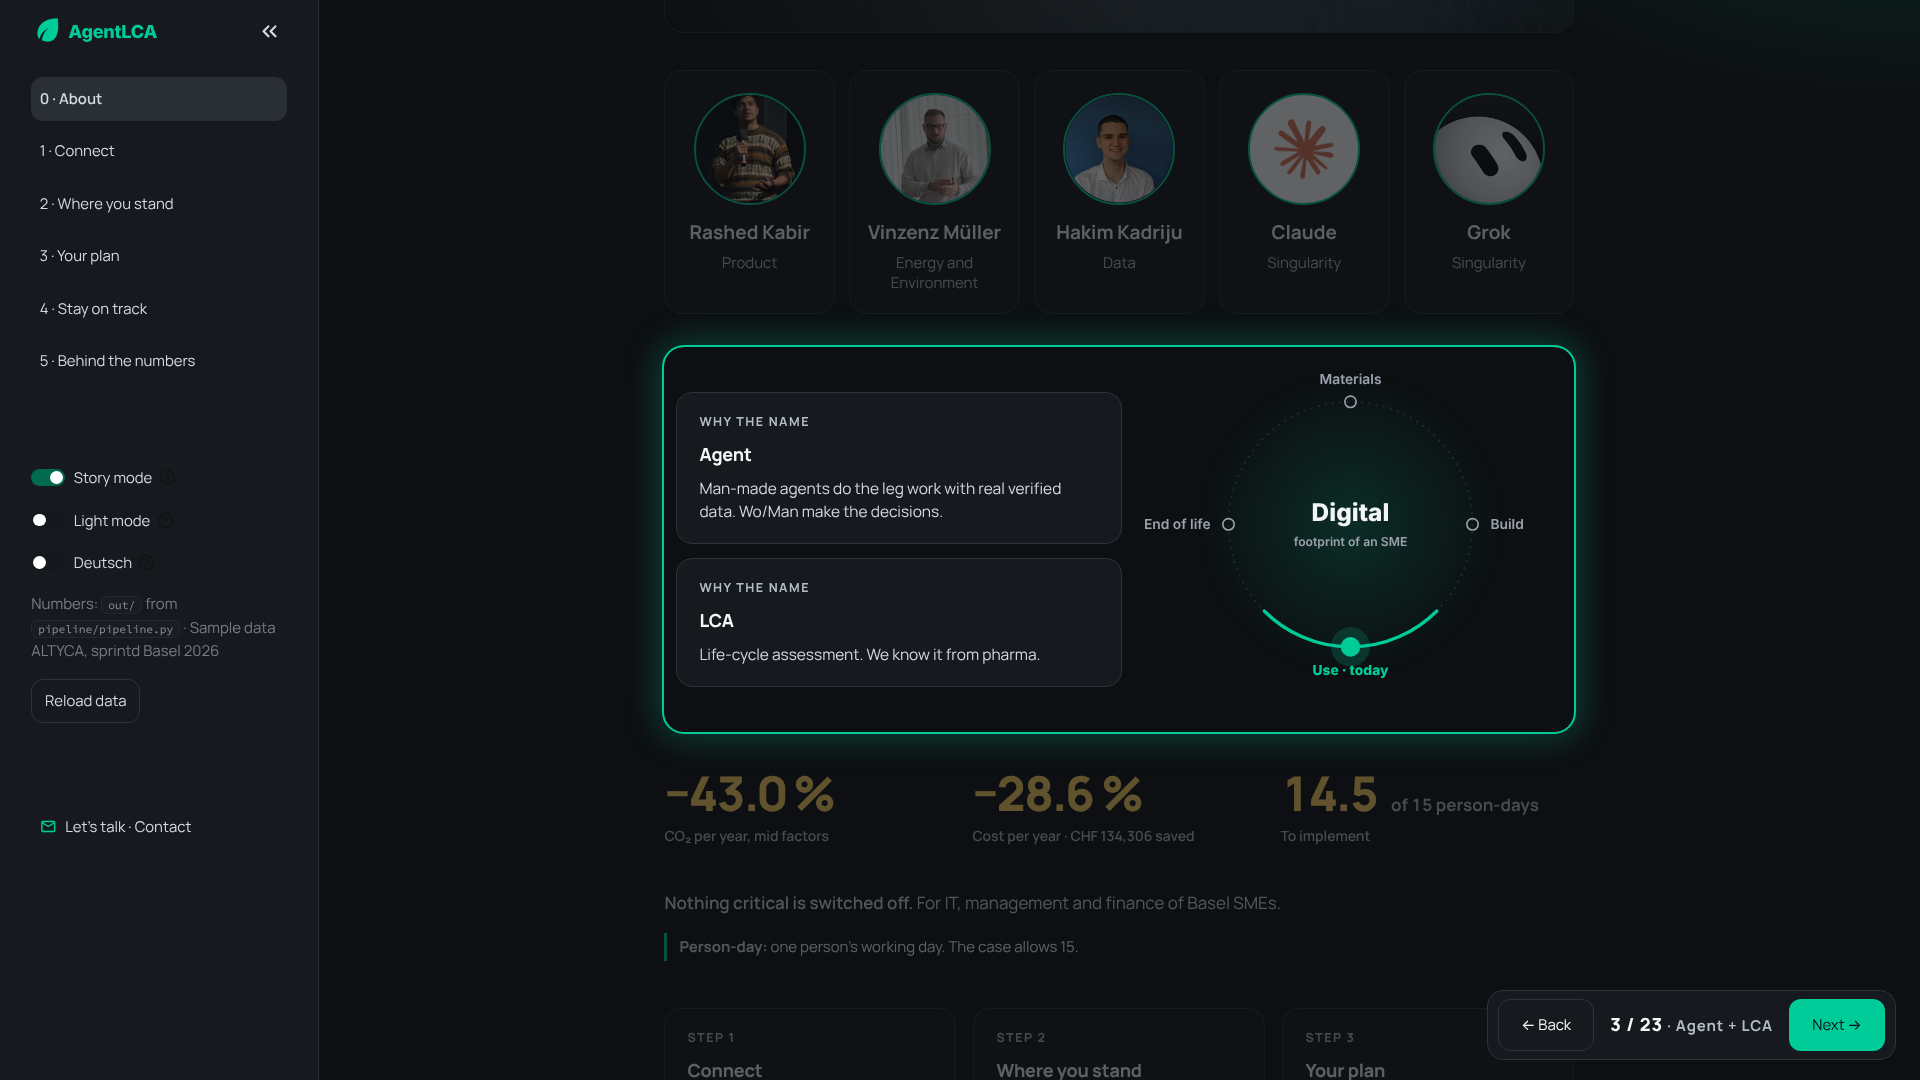 AgentLCA
0 · About
1 · Connect
2 · Where you stand
3 · Your plan
4 · Stay on track
5 · Behind the numbers
Story mode
Light mode
Deutsch
Numbers: out/ from
pipeline/pipeline.py · Sample data
ALTYCA, sprintd Basel 2026
Reload data
Let's talk · Contact
Rashed Kabir
Product
Vinzenz Müller
Energy and
Environment
Hakim Kadriju
Data
Claude
Singularity
Grok
Singularity
WHY THE NAME
Agent
Man-made agents do the leg work with real verified
data. Wo/Man make the decisions.
WHY THE NAME
LCA
Life-cycle assessment. We know it from pharma.
Materials
End of life
Digital
footprint of an SME
Build
Use · today
−43.0 %
CO₂ per year, mid factors
−28.6 %
Cost per year · CHF 134,306 saved
14.5 of 15 person-days
To implement
Nothing critical is switched off. For IT, management and finance of Basel SMEs.
Person-day: one person's working day. The case allows 15.
STEP 1
Connect
STEP 2
Where you stand
STEP 3
Your plan
← Back
3 / 23 · Agent + LCA
Next →